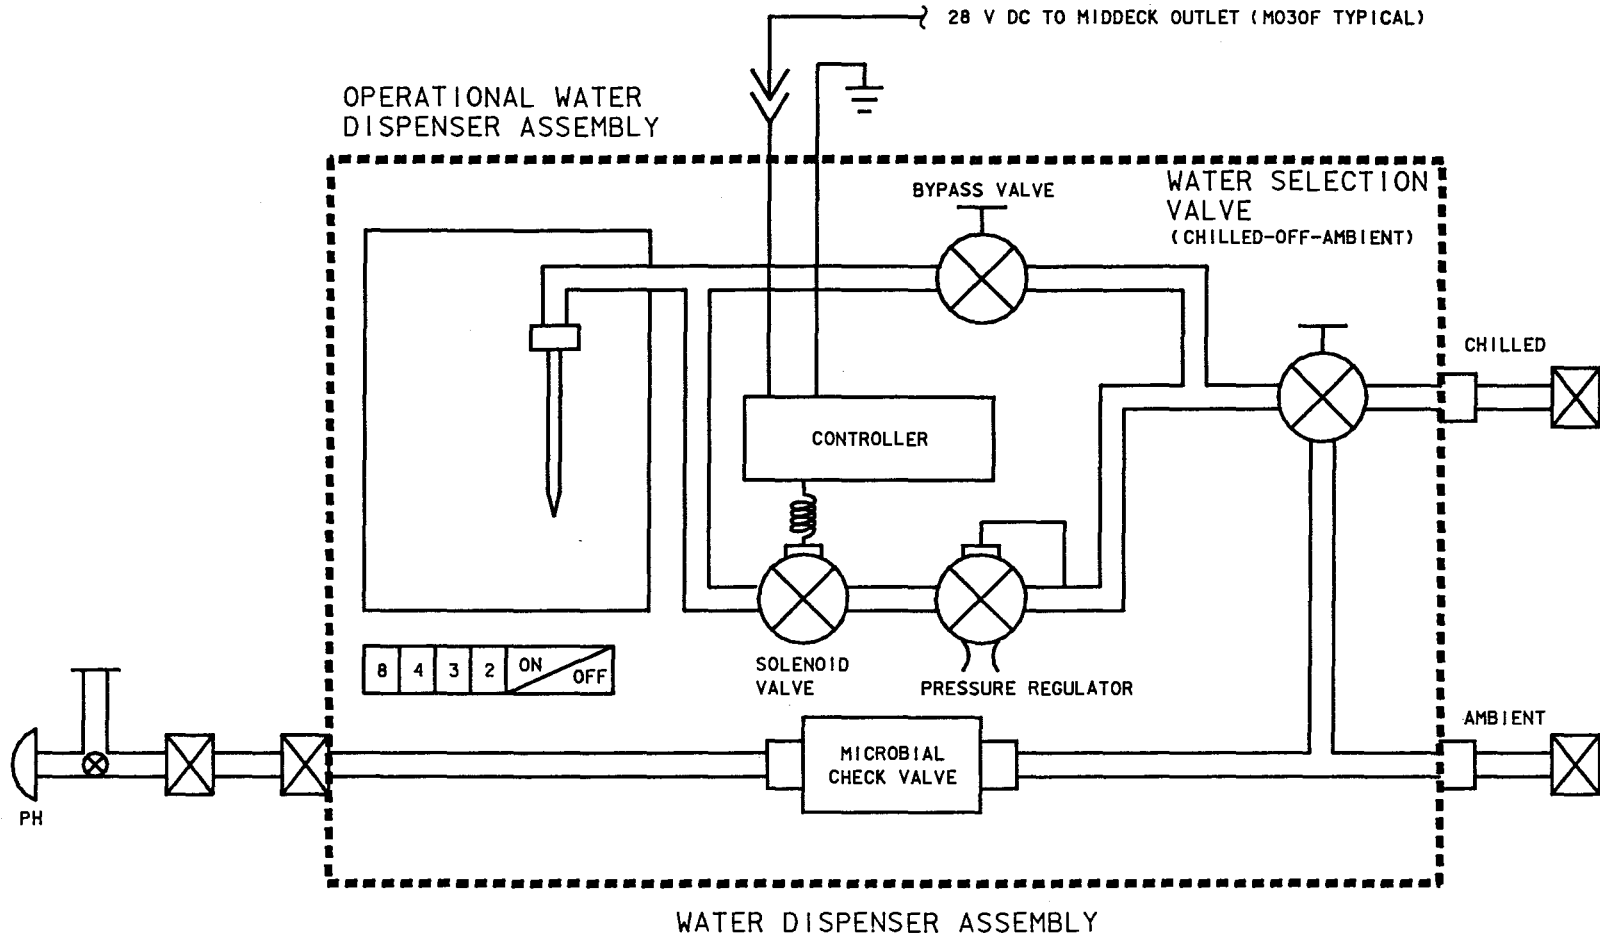 28 V DC TO MIDDECK OUTLET (MO30F TYPICAL)
OPERATIONAL WATER
DISPENSER ASSEMBLY
BYPASS VALVE
WATER SELECTION
VALVE
(CHILLED-OFF-AMBIENT)
CHILLED
CONTROLLER
SOLENOID
VALVE
PRESSURE REGULATOR
8 4 3 2 ON OFF
AMBIENT
MICROBIAL
CHECK VALVE
PH
WATER DISPENSER ASSEMBLY